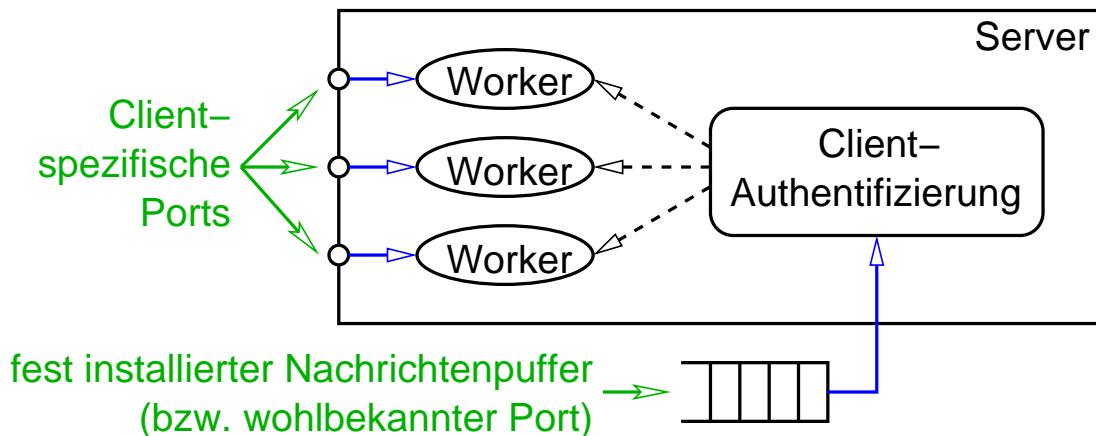 Server
Worker
Worker
Worker
Client–
Authentifizierung
Client–
spezifische
Ports
fest installierter Nachrichtenpuffer
(bzw. wohlbekannter Port)